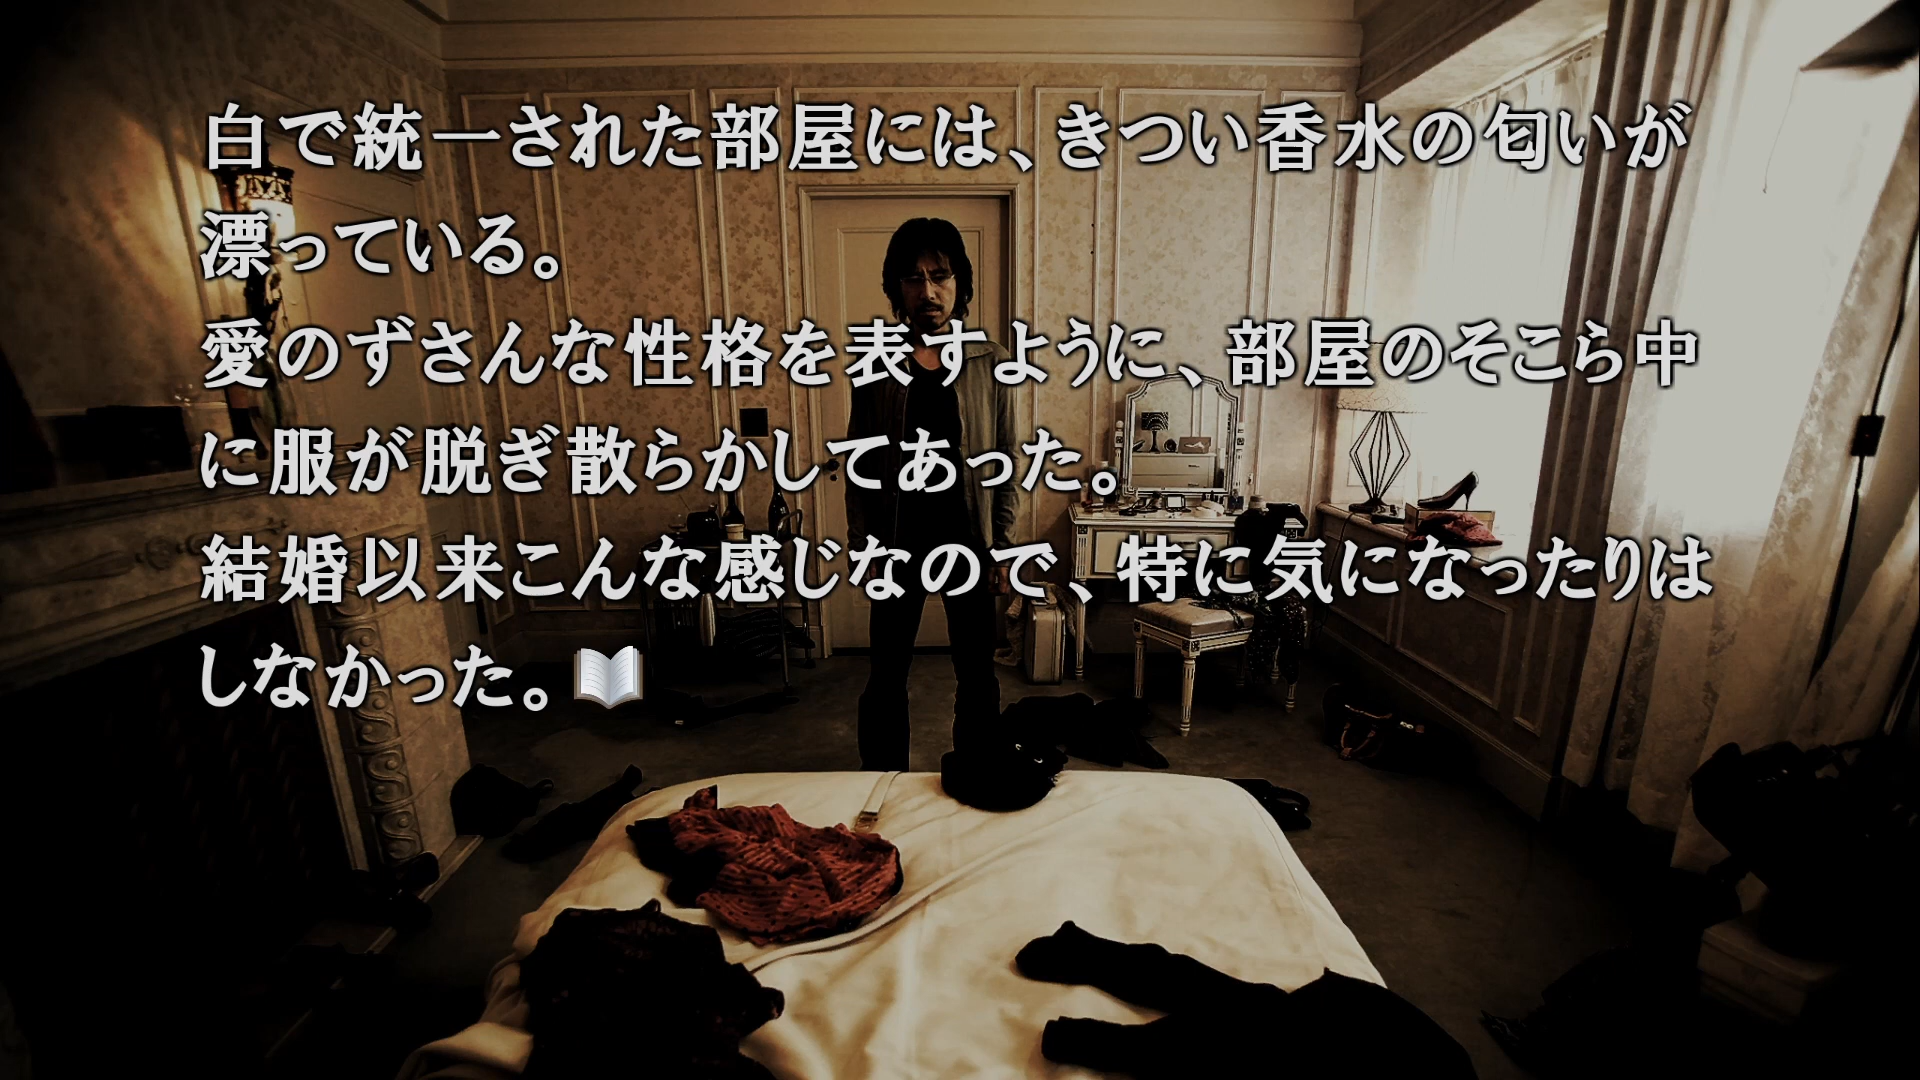 白で統一された部屋には、きつい香水の匂いが
漂っている。
愛のずさんな性格を表すように、部屋のそこら中
に服が脱ぎ散らかしてあった。
結婚以来こんな感じなので、特に気になったりは
しなかった。